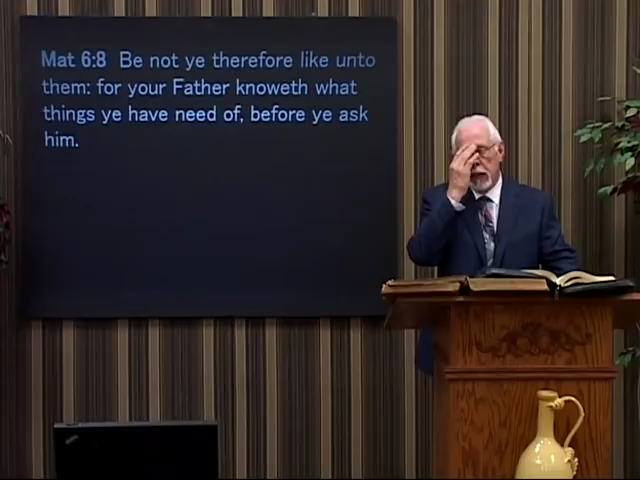 Mat 6:8 Be not ye therefore like unto
them: for your Father knoweth what
things ye have need of, before ye ask
him.